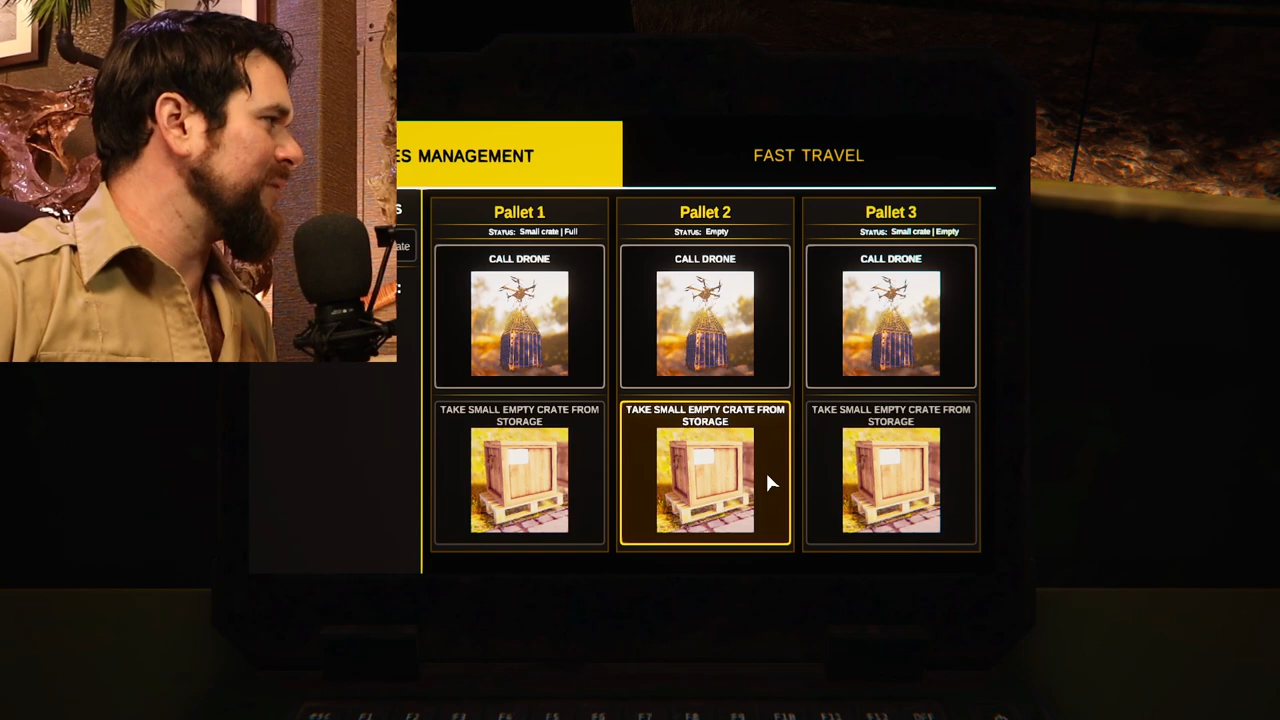 ES MANAGEMENT
FAST TRAVEL
S
ate
:
Pallet 1
STATUS: Small crate | Full
CALL DRONE
TAKE SMALL EMPTY CRATE FROM
STORAGE
Pallet 2
STATUS: Empty
CALL DRONE
TAKE SMALL EMPTY CRATE FROM
STORAGE
Pallet 3
STATUS: Small crate | Empty
CALL DRONE
TAKE SMALL EMPTY CRATE FROM
STORAGE